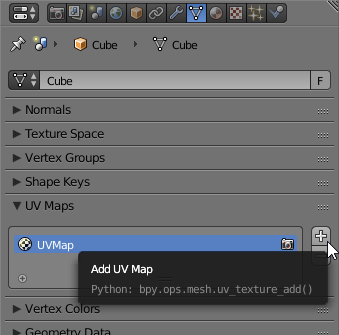 Cube Cube
Cube F
Normals
Texture Space
Vertex Groups
Shape Keys
UV Maps
UVMap
Add UV Map
Python: bpy.ops.mesh.uv_texture_add()
Vertex Colors
Geometry Data